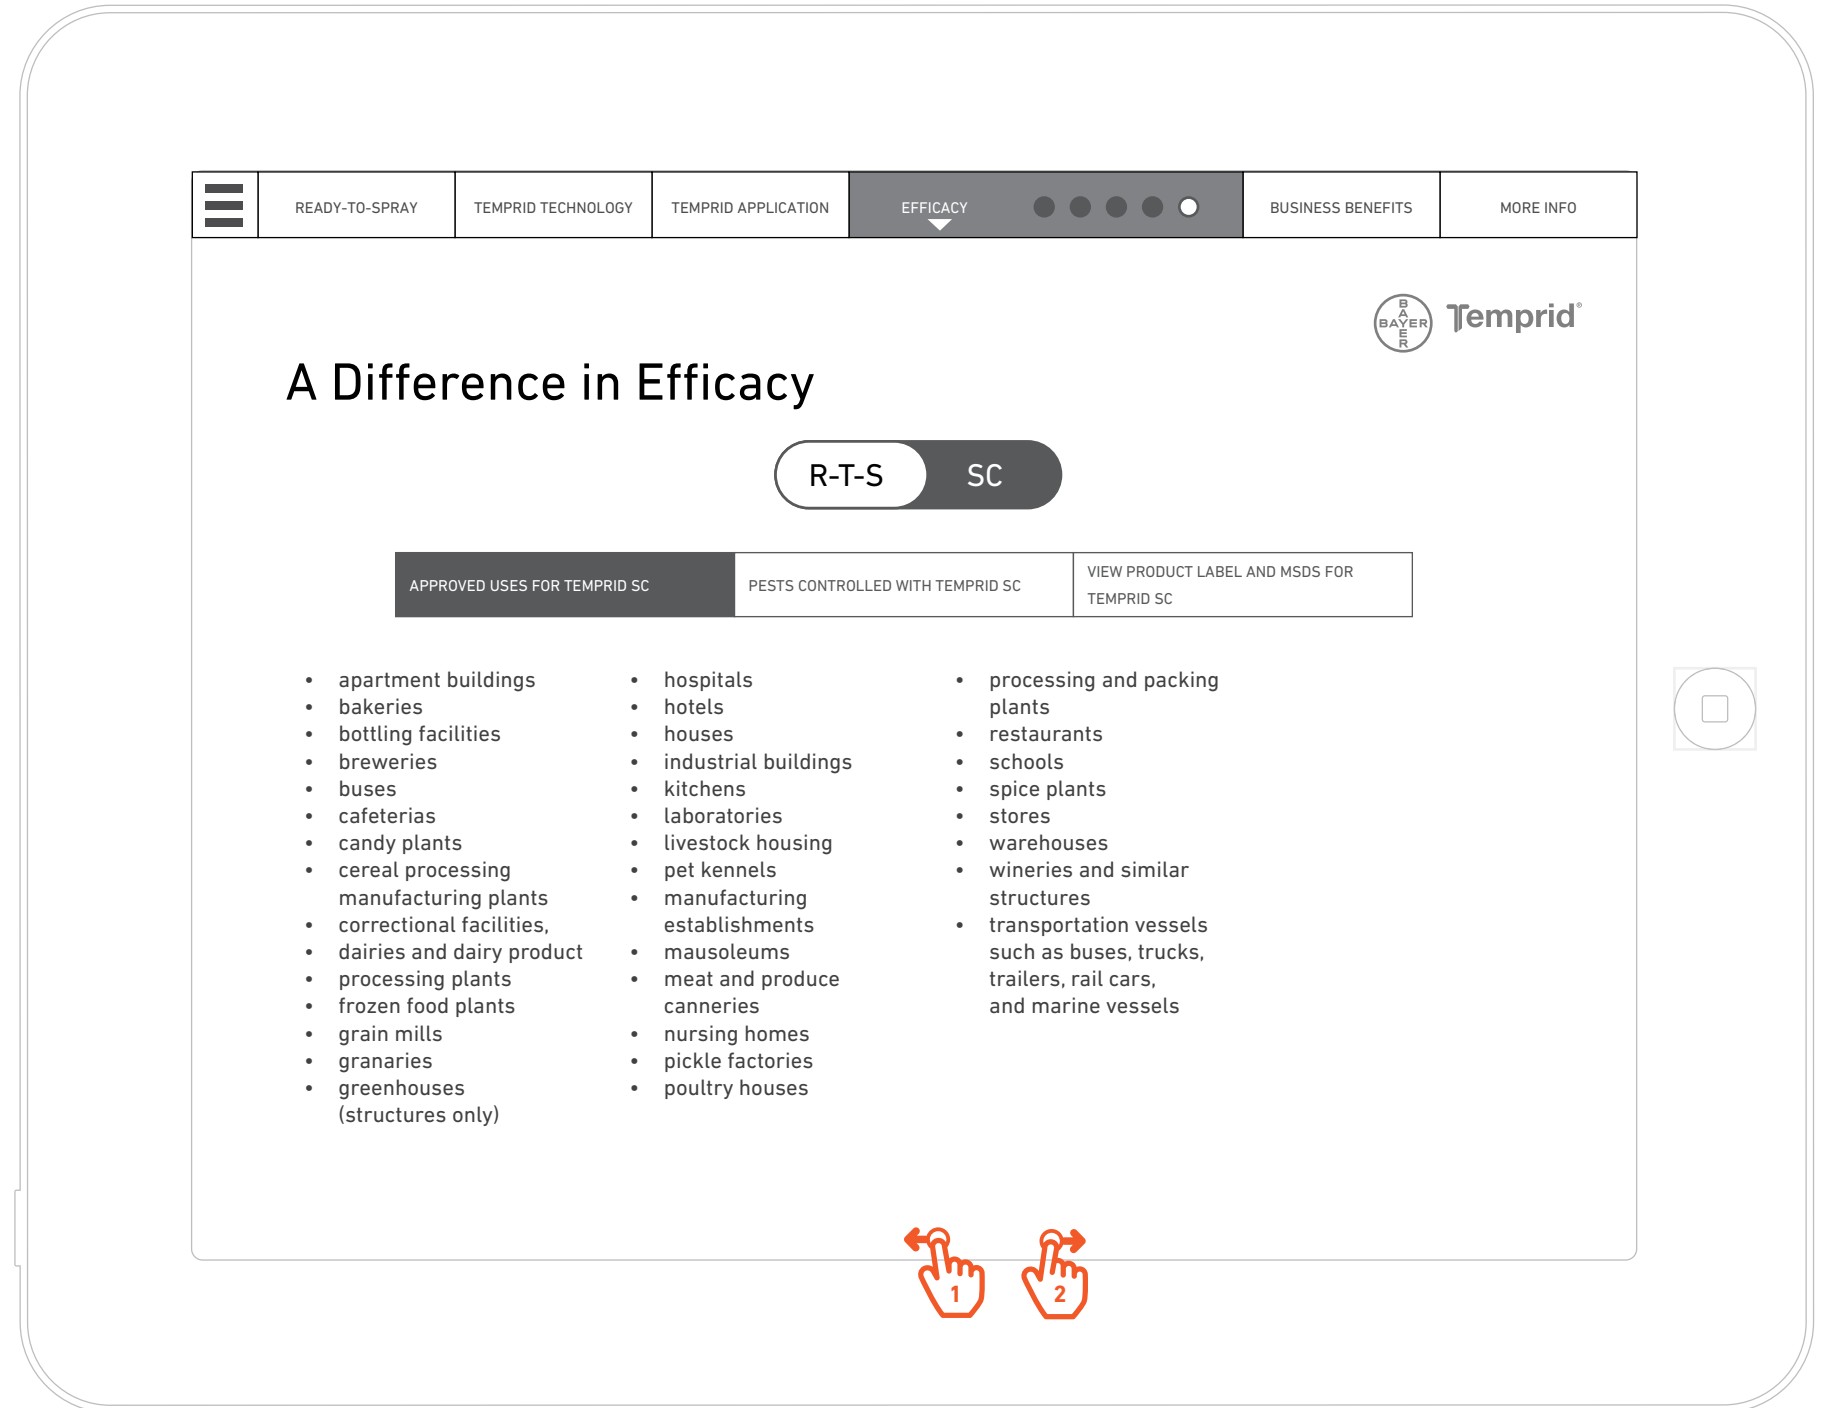 READY-TO-SPRAY
TEMPRID TECHNOLOGY
TEMPRID APPLICATION
EFFICACY
BUSINESS BENEFITS
MORE INFO
BAYER
BAYER
Temprid®
A Difference in Efficacy
R-T-S
SC
APPROVED USES FOR TEMPRID SC
PESTS CONTROLLED WITH TEMPRID SC
VIEW PRODUCT LABEL AND MSDS FOR
TEMPRID SC
• apartment buildings
• bakeries
• bottling facilities
• breweries
• buses
• cafeterias
• candy plants
• cereal processing
manufacturing plants
• correctional facilities,
• dairies and dairy product
• processing plants
• frozen food plants
• grain mills
• granaries
• greenhouses
(structures only)
• hospitals
• hotels
• houses
• industrial buildings
• kitchens
• laboratories
• livestock housing
• pet kennels
• manufacturing
establishments
• mausoleums
• meat and produce
canneries
• nursing homes
• pickle factories
• poultry houses
• processing and packing
plants
• restaurants
• schools
• spice plants
• stores
• warehouses
• wineries and similar
structures
• transportation vessels
such as buses, trucks,
trailers, rail cars,
and marine vessels
1
2